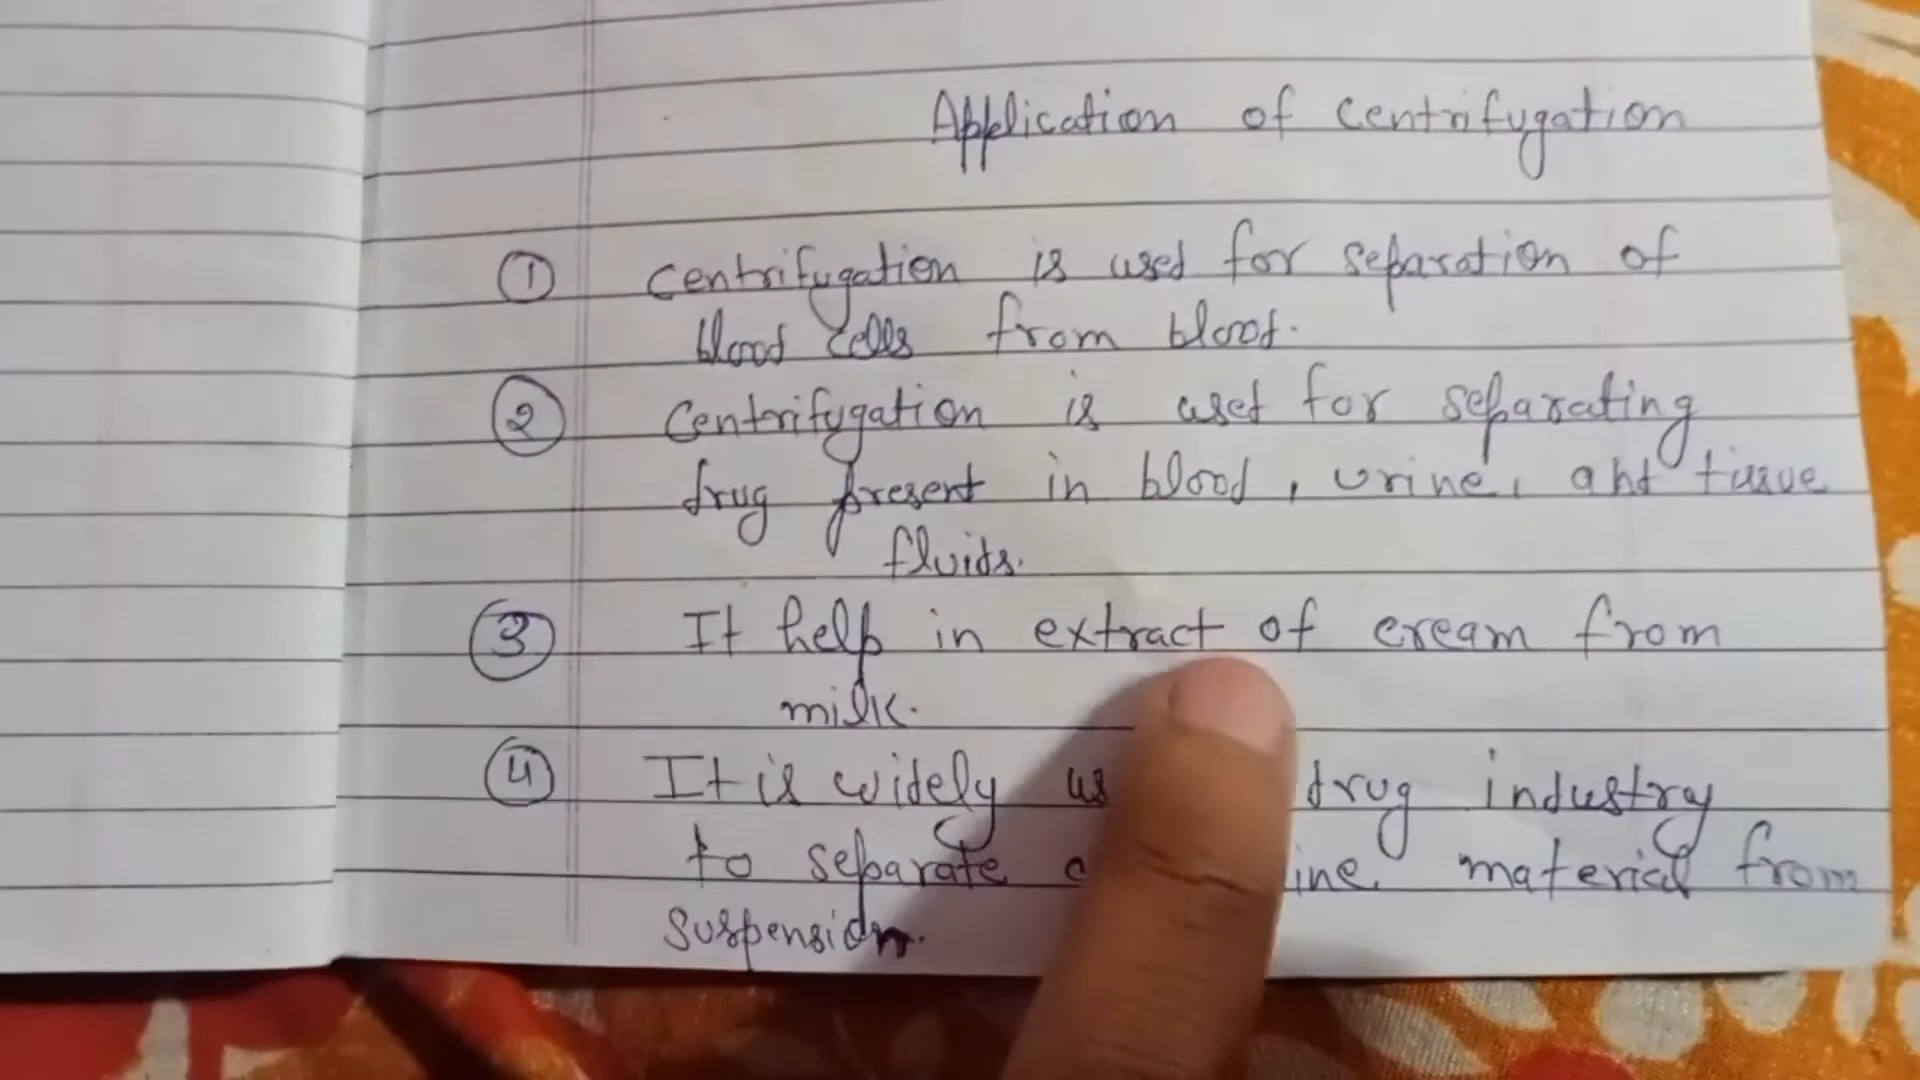 Application of centrifugation
① centrifugation is used for separation of
blood cells from blood.
② Centrifugation is used for separating
drug present in blood, urine, and tissue
fluids.
③ It help in extract of cream from
milk.
④ It is widely drug industry
to separate material from
suspension.